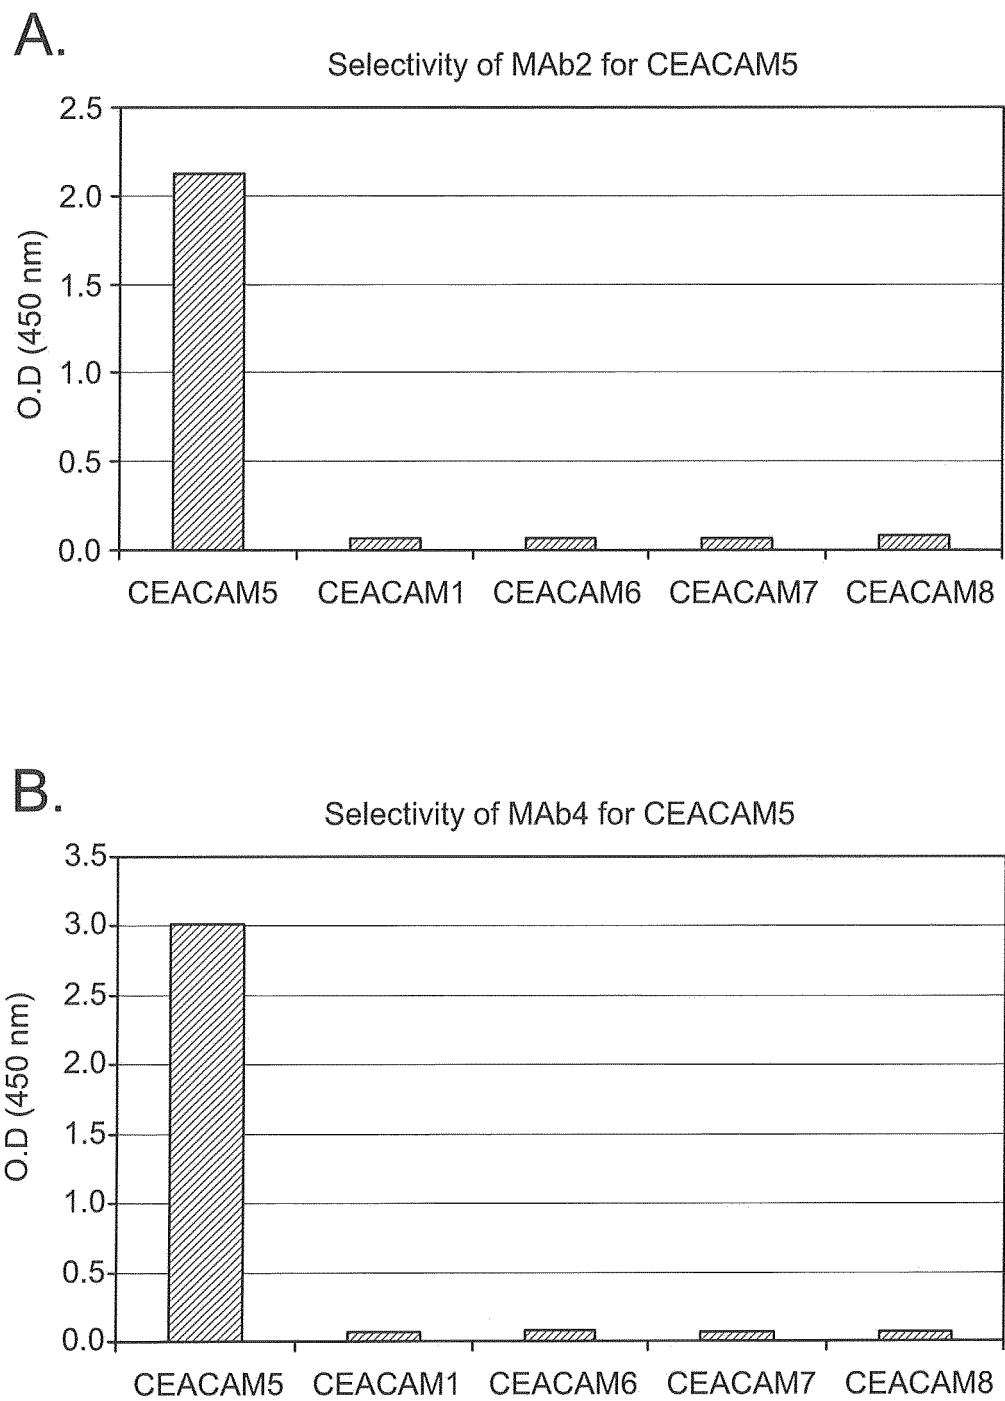 A.
Selectivity of MAb2 for CEACAM5
2.5
2.0
1.5
1.0
0.5
0.0
O.D (450 nm)
CEACAM5 CEACAM1 CEACAM6 CEACAM7 CEACAM8
B.
Selectivity of MAb4 for CEACAM5
3.5
3.0
2.5
2.0
1.5
1.0
0.5
0.0
O.D (450 nm)
CEACAM5 CEACAM1 CEACAM6 CEACAM7 CEACAM8